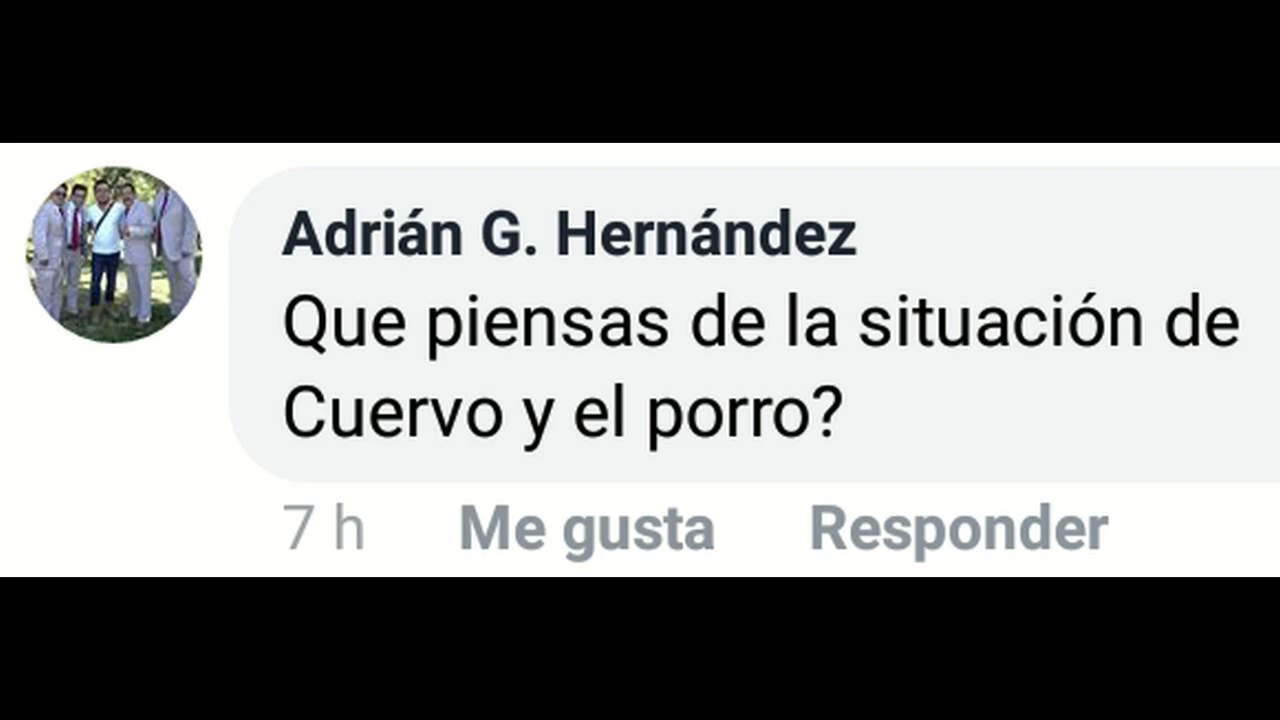 Adrián G. Hernández
Que piensas de la situación de
Cuervo y el porro?
7 h Me gusta Responder